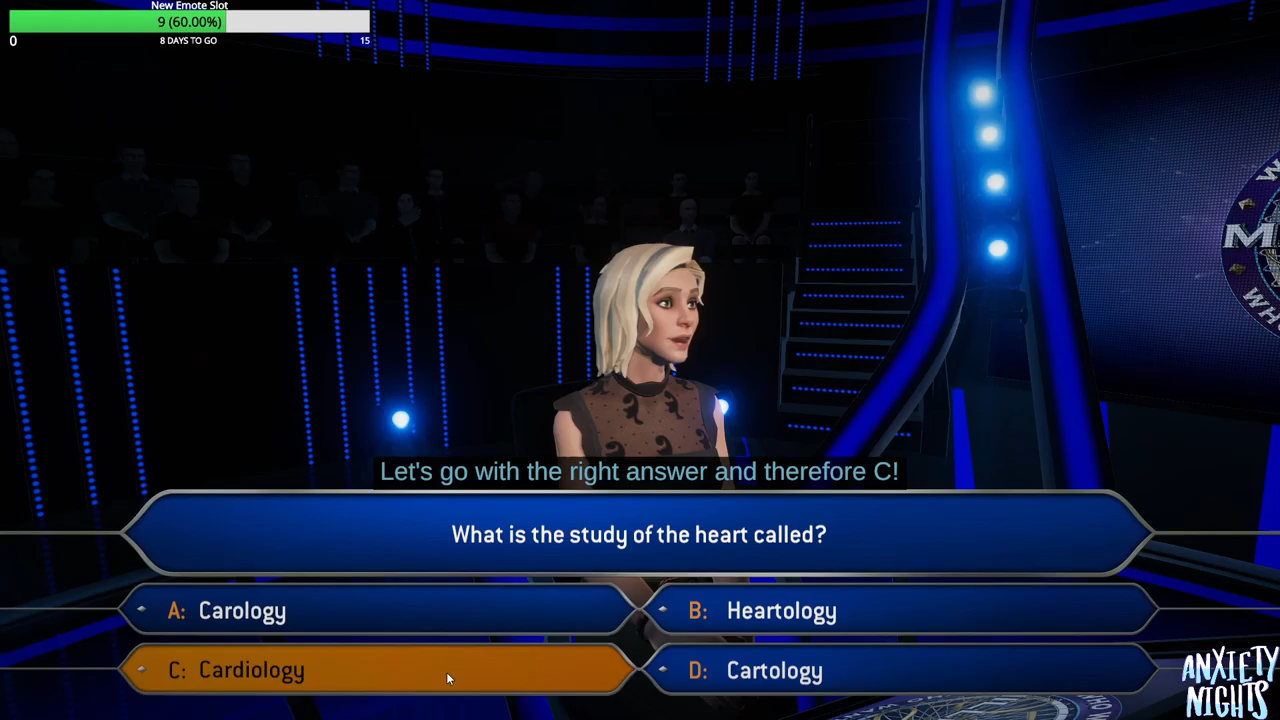 New Emote Slot
9 (60.00%)
0
8 DAYS TO GO
15
Let's go with the right answer and therefore C!
What is the study of the heart called?
A: Carology
B: Heartology
C: Cardiology
D: Cartology
ANXIETY
NIGHTS